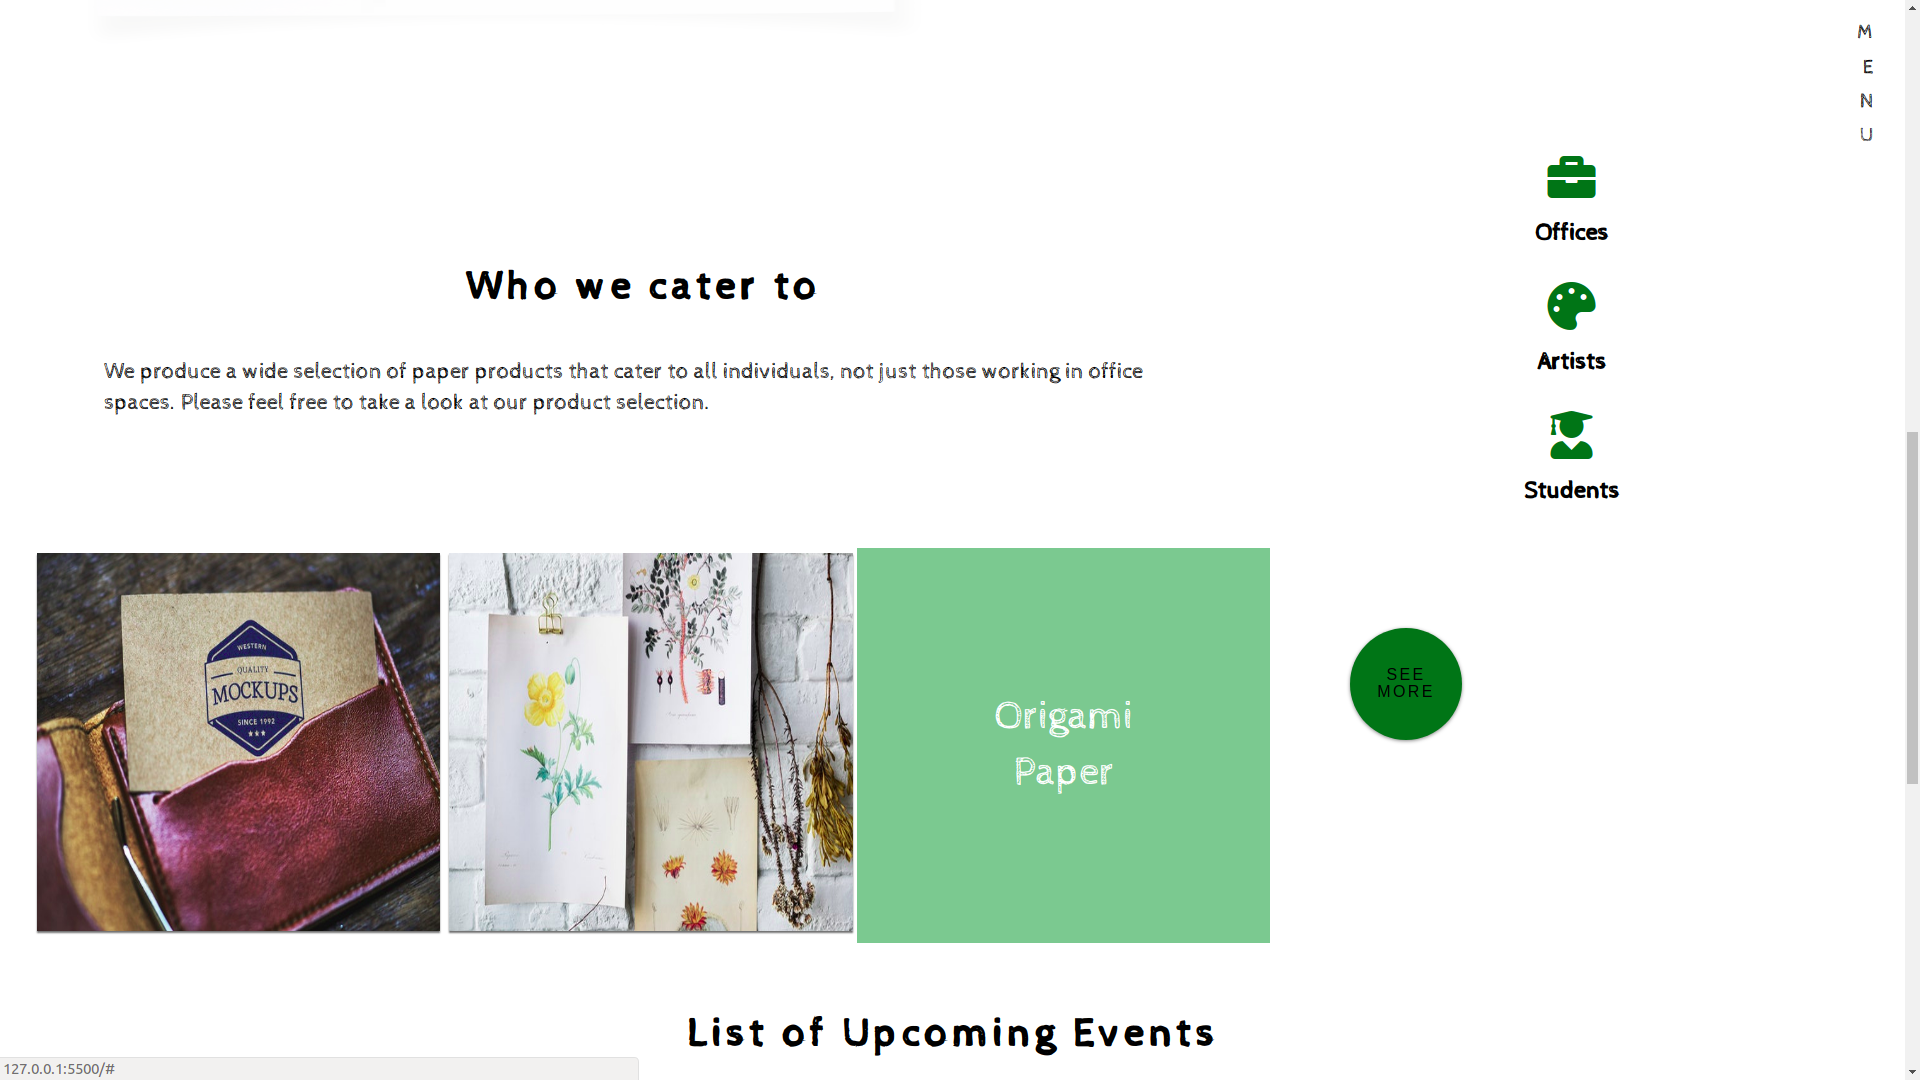 M
E
N
U
Offices
Who we cater to
Artists
We produce a wide selection of paper products that cater to all individuals, not just those working in office
spaces. Please feel free to take a look at our product selection.
Students
WESTERN
QUALITY
MOCKUPS
SINCE 1992
Origami
Paper
SEE
MORE
List of Upcoming Events
127.0.0.1:5500/#